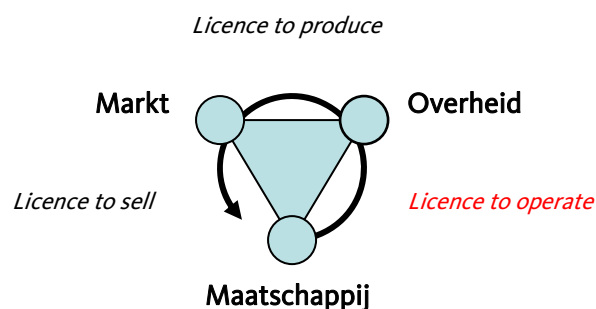 Licence to produce
Markt
Overheid
Licence to sell
Licence to operate
Maatschappij